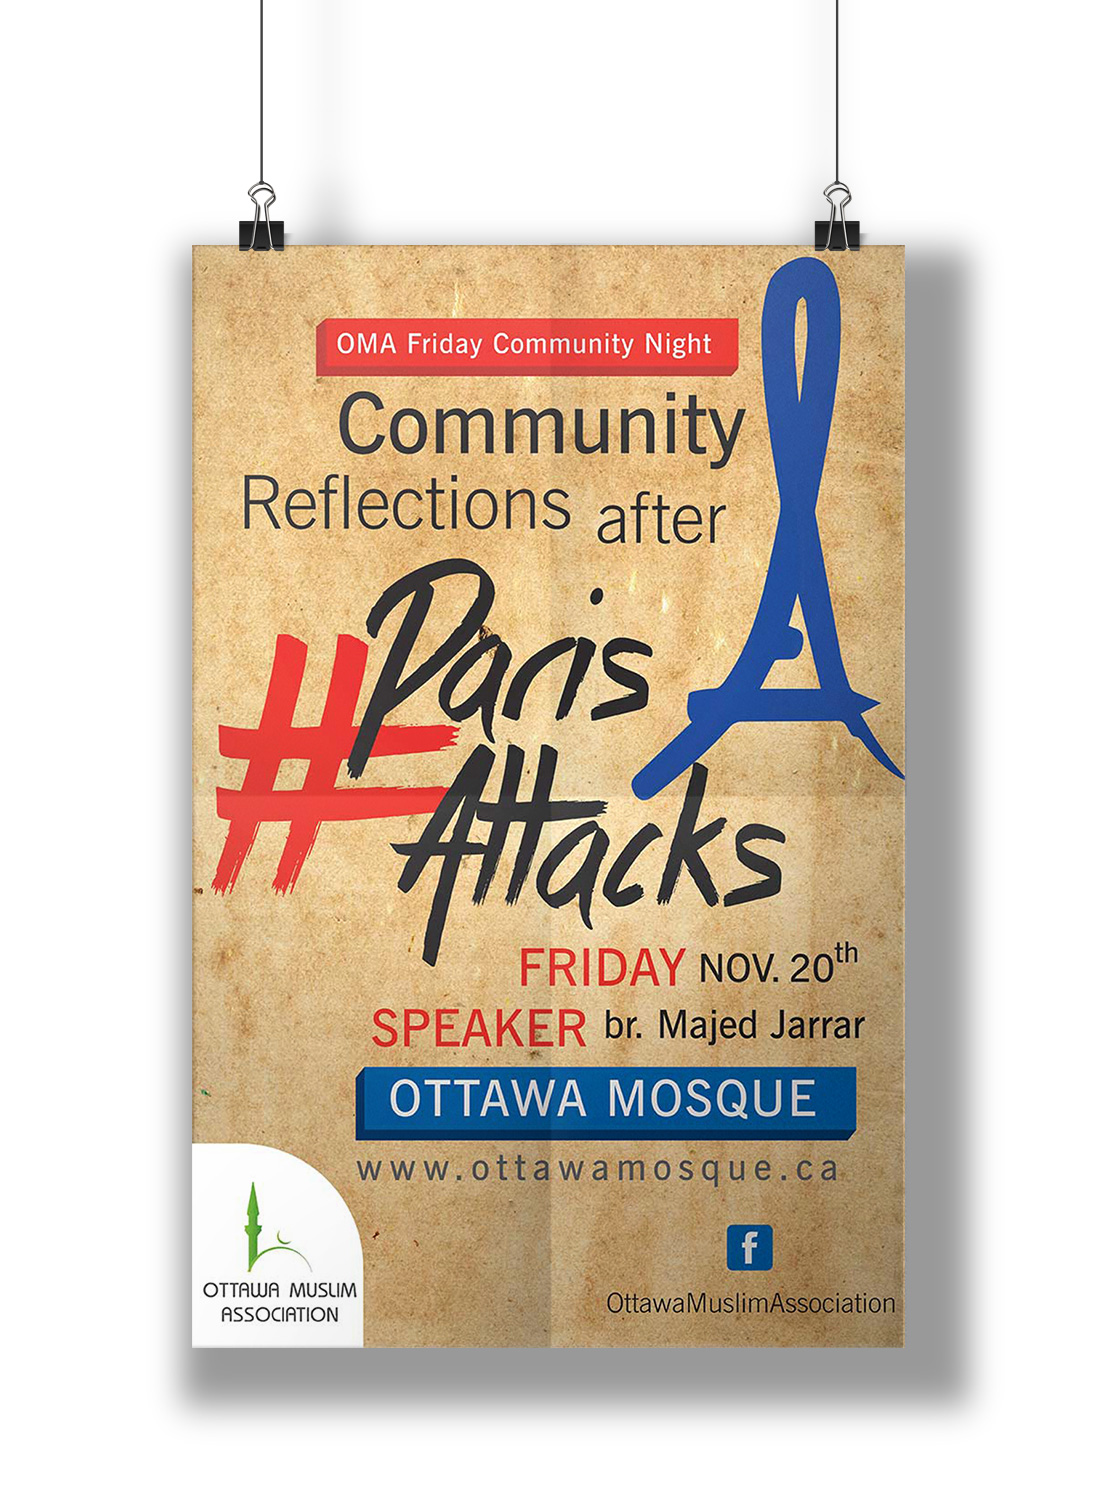 OMA Friday Community Night
Community
Reflections after
#Paris
Attacks
FRIDAY NOV. 20th
SPEAKER br. Majed Jarrar
OTTAWA MOSQUE
www.ottawamosque.ca
OTTAWA MUSLIM
ASSOCIATION
f
OttawaMuslimAssociation